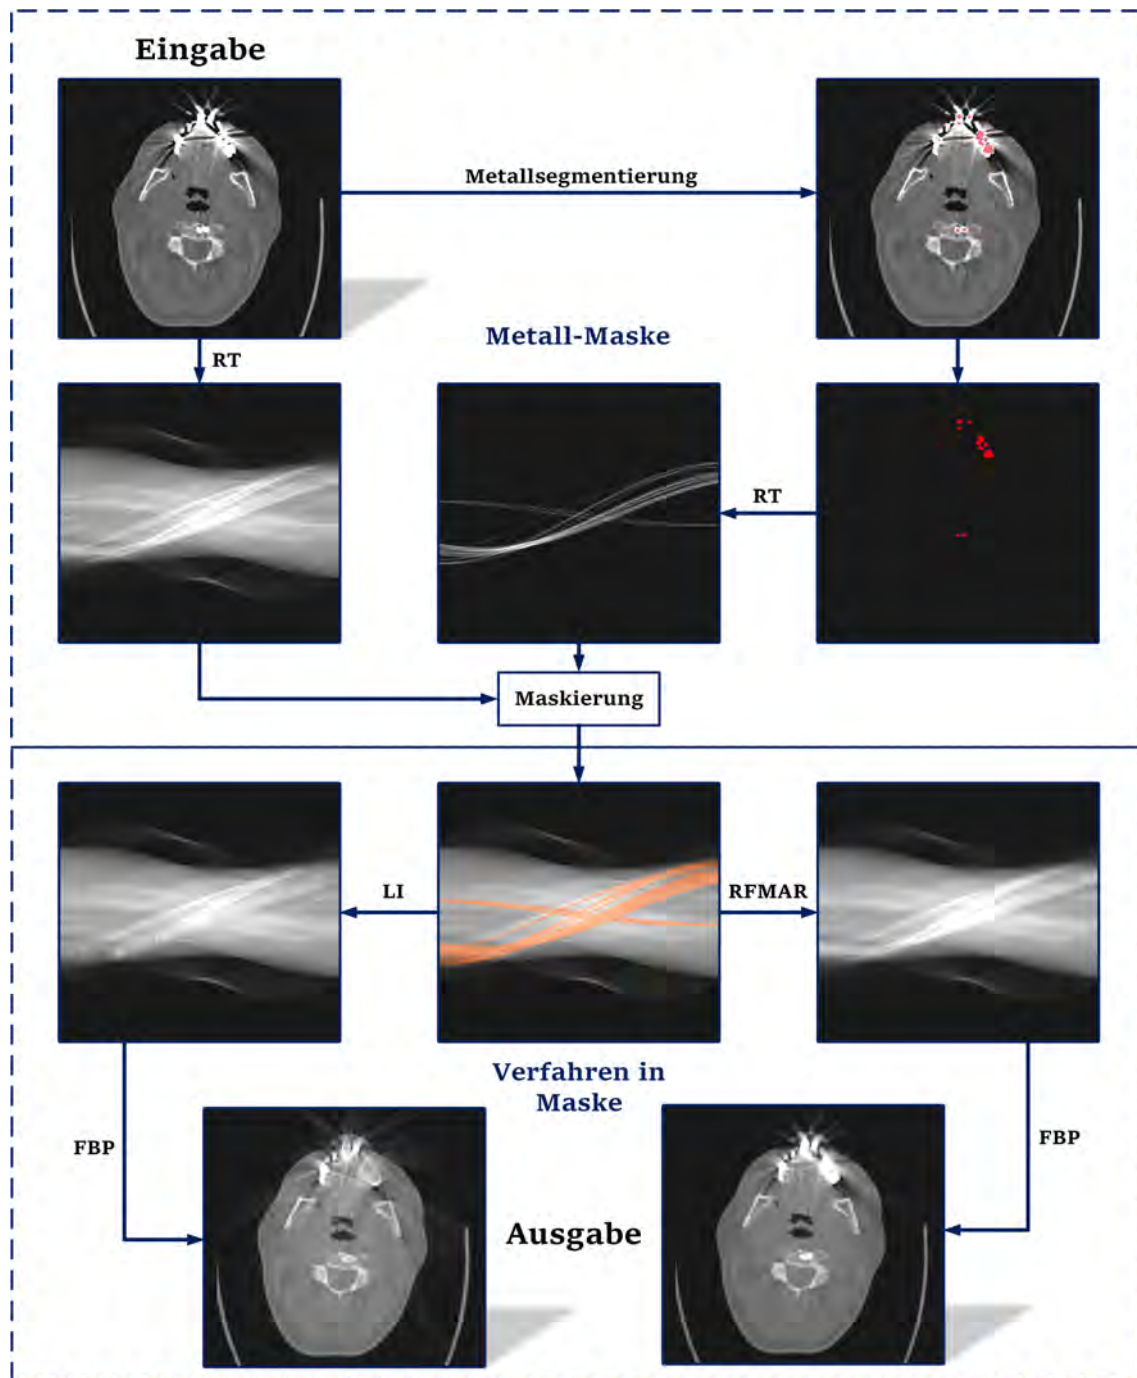 Eingabe
Metallsegmentierung
Metall-Maske
RT
RT
Maskierung
LI
RFMAR
Verfahren in
Maske
FBP
FBP
Ausgabe